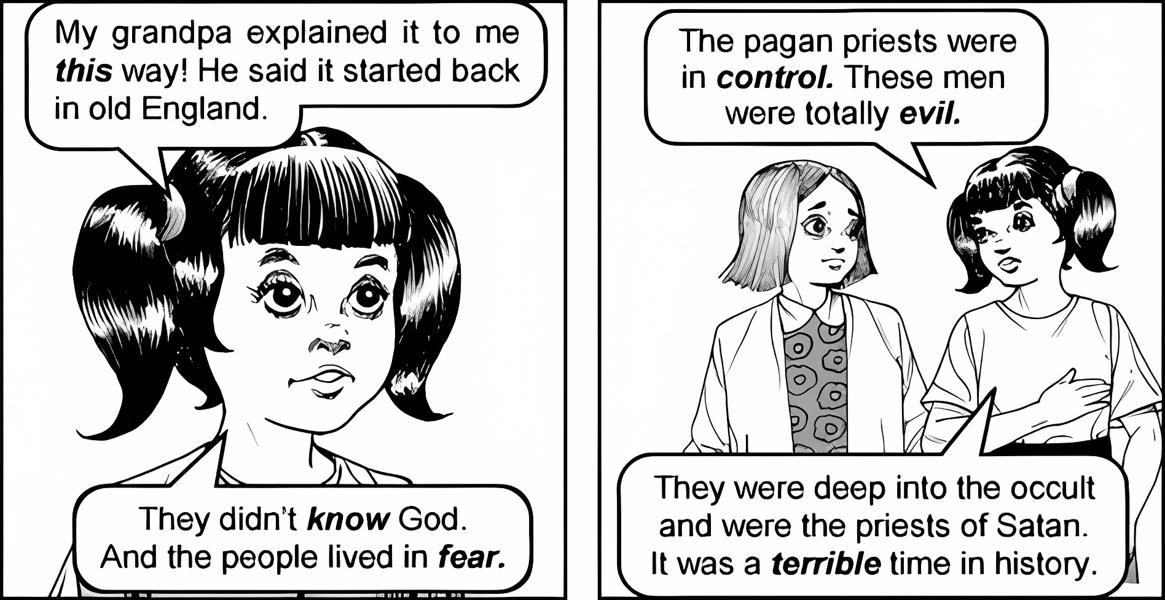 My grandpa explained it to me
this way! He said it started back
in old England.
They didn't know God.
And the people lived in fear.
The pagan priests were
in control. These men
were totally evil.
They were deep into the occult
and were the priests of Satan.
It was a terrible time in history.